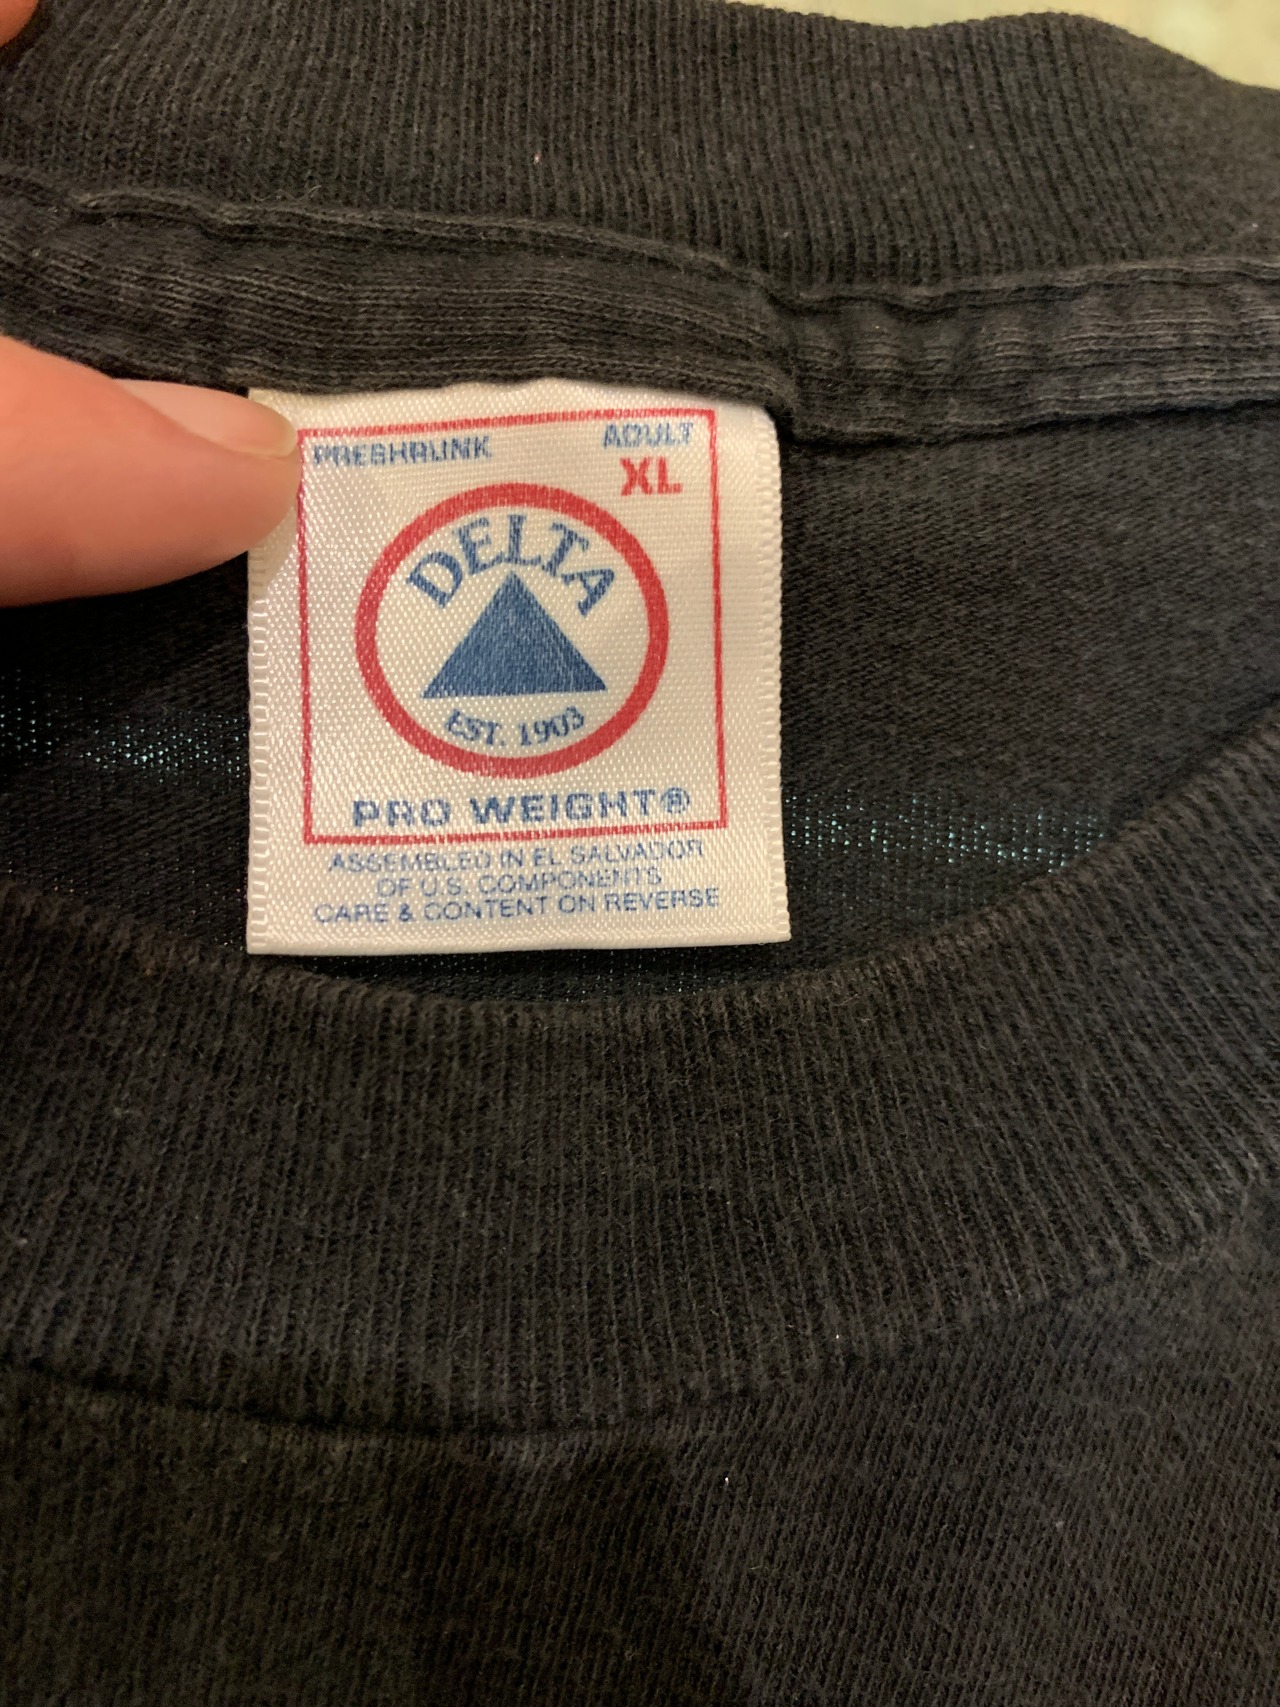 PRESHRUNK
ADULT
XL
DELTA
EST. 1903
PRO WEIGHT®
ASSEMBLED IN EL SALVADOR
OF U.S. COMPONENTS
CARE & CONTENT ON REVERSE